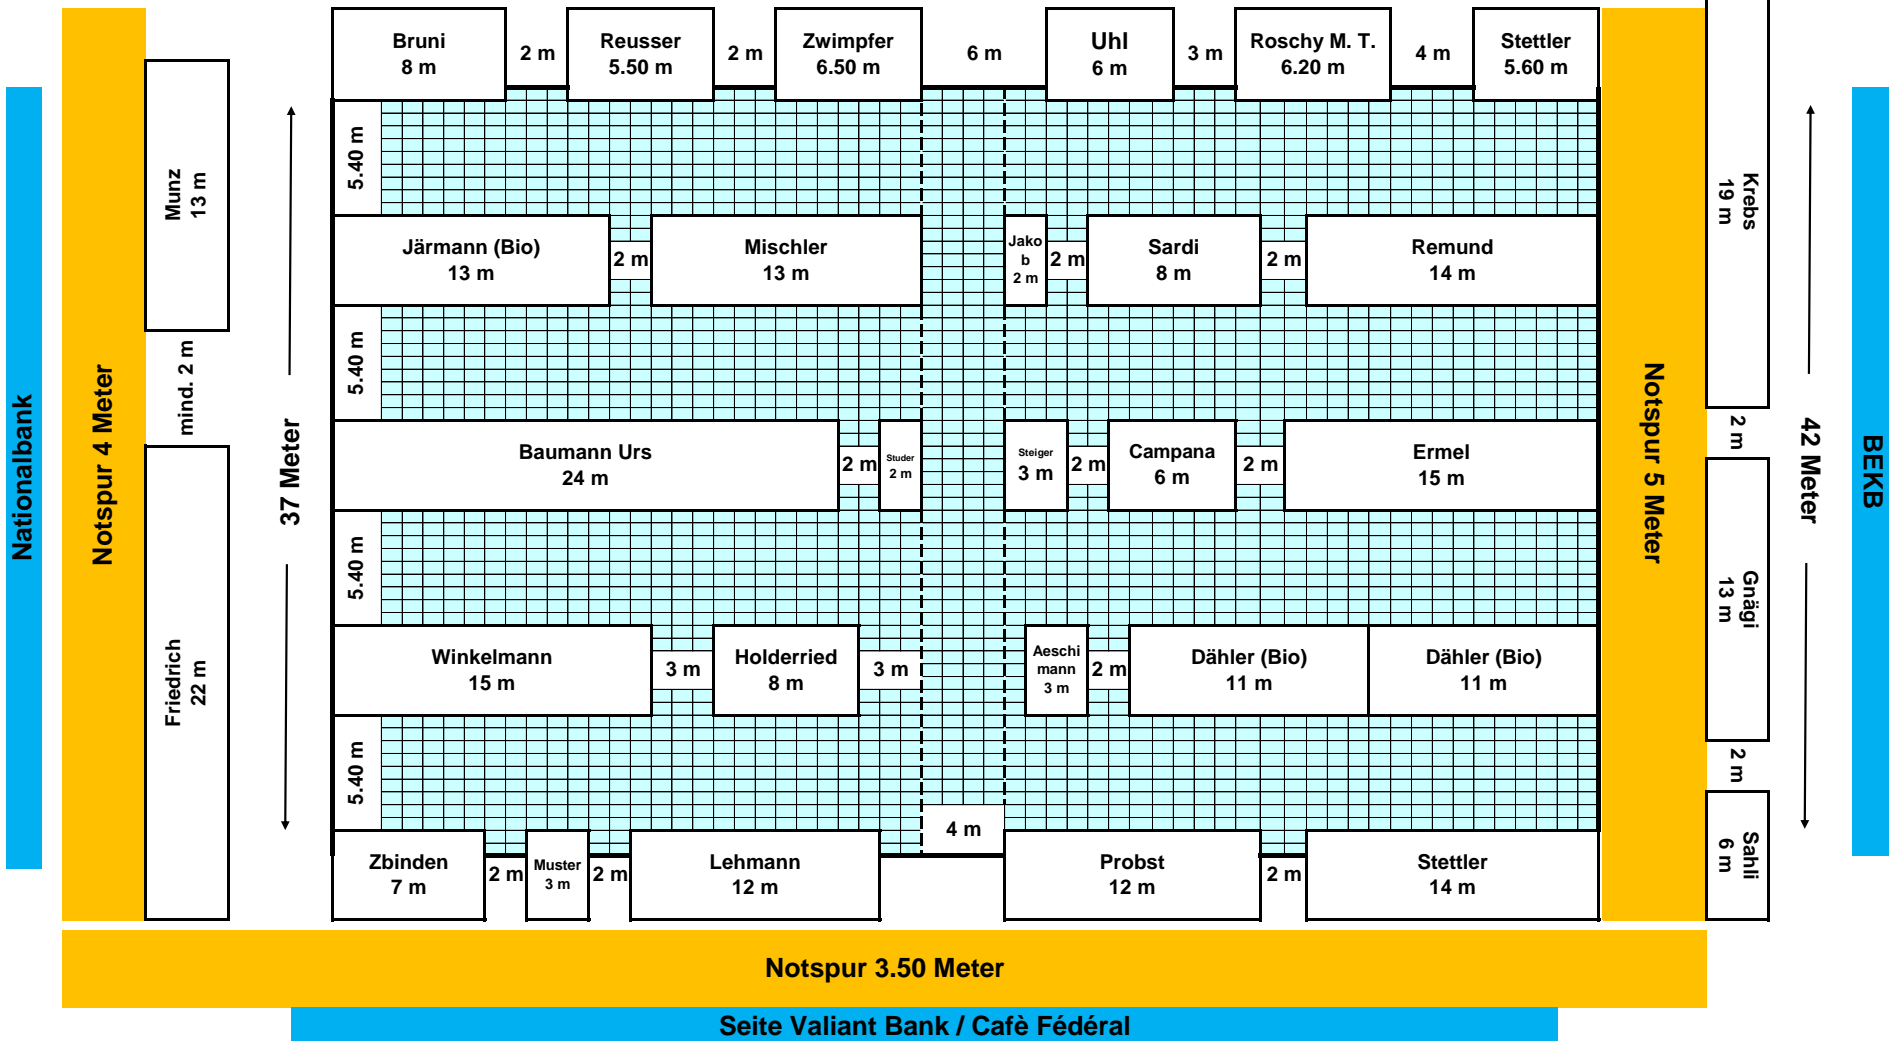 Bruni
8 m
2 m
Reusser
5.50 m
2 m
Zwimpfer
6.50 m
6 m
Uhl
6 m
3 m
Roschy M. T.
6.20 m
4 m
Stettler
5.60 m
Nationalbank
Notspur 4 Meter
Munz
13 m
mind. 2 m
Friedrich
22 m
37 Meter
5.40 m
Järmann (Bio)
13 m
2 m
Mischler
13 m
Jako
b
2 m
2 m
Sardi
8 m
2 m
Remund
14 m
5.40 m
Baumann Urs
24 m
2 m
Studer
2 m
Steiger
3 m
2 m
Campana
6 m
2 m
Ermel
15 m
5.40 m
Winkelmann
15 m
3 m
Holderried
8 m
3 m
Aeschi
mann
3 m
2 m
Dähler (Bio)
11 m
Dähler (Bio)
11 m
5.40 m
4 m
Zbinden
7 m
2 m
Muster
3 m
2 m
Lehmann
12 m
Probst
12 m
2 m
Stettler
14 m
Notspur 5 Meter
Krebs
19 m
2 m
Gnägi
13 m
2 m
Sahli
6 m
42 Meter
BEKB
Notspur 3.50 Meter
Seite Valiant Bank / Cafè Fédéral